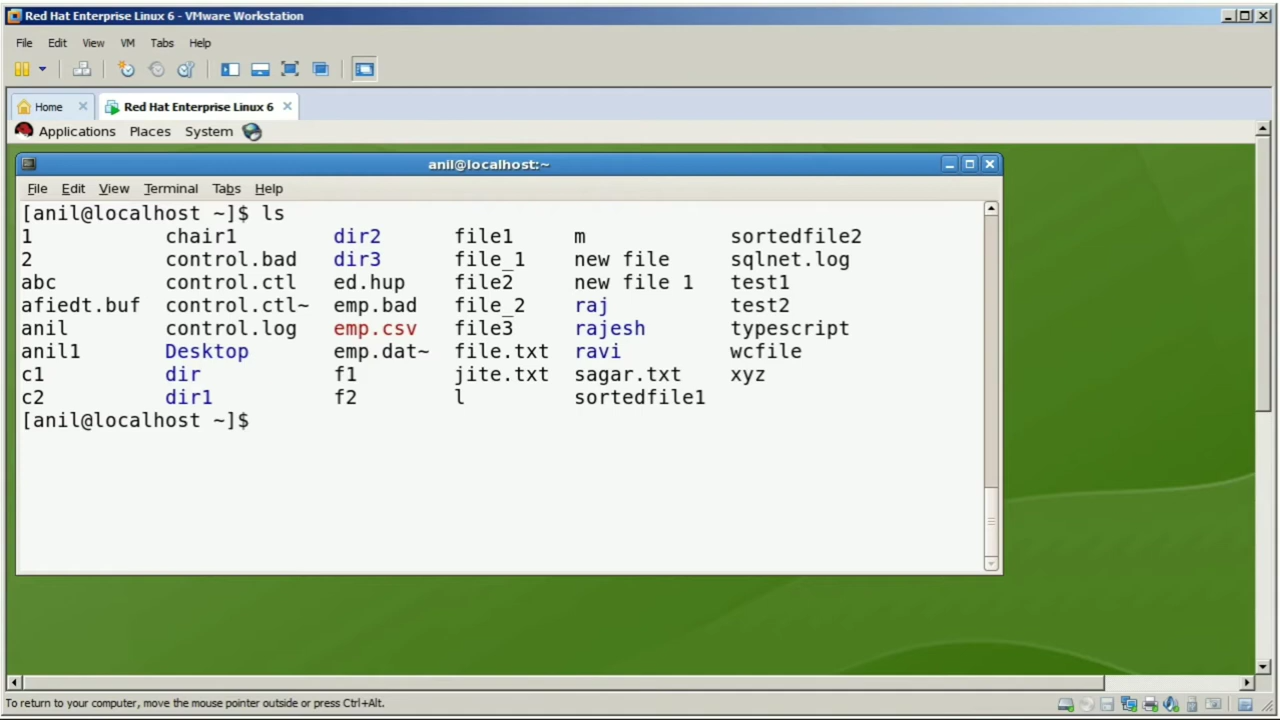 Red Hat Enterprise Linux 6 - VMware Workstation
File Edit View VM Tabs Help
Home Red Hat Enterprise Linux 6
Applications Places System
anil@localhost:~
File Edit View Terminal Tabs Help
[anil@localhost ~]$ ls
1 chair1 dir2 file1 m sortedfile2
2 control.bad dir3 file_1 new file sqlnet.log
abc control.ctl ed.hup file2 new file 1 test1
afiedt.buf control.ctl~ emp.bad file_2 raj test2
anil control.log emp.csv file3 rajesh typescript
anil1 Desktop emp.dat~ file.txt ravi wcfile
c1 dir f1 jite.txt sagar.txt xyz
c2 dir1 f2 l sortedfile1
[anil@localhost ~]$
To return to your computer, move the mouse pointer outside or press Ctrl+Alt.